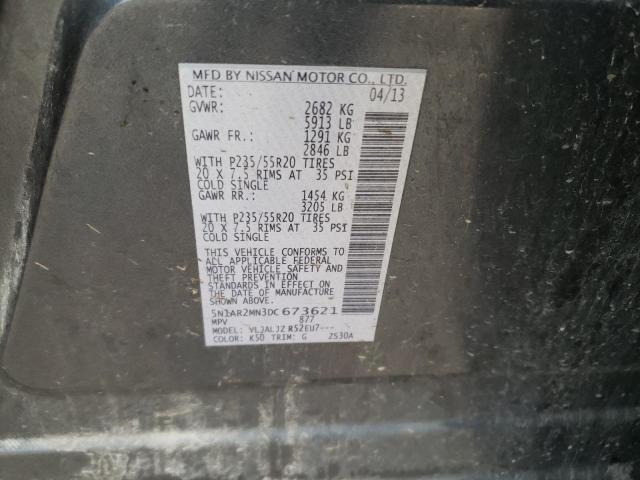 MFD BY NISSAN MOTOR CO., LTD.
DATE: 04/13
GVWR: 2682 KG
5913 LB
GAWR FR.: 1291 KG
2846 LB
WITH P235/55R20 TIRES
20 X 7.5 RIMS AT 35 PSI
COLD SINGLE
GAWR RR.: 1454 KG
3205 LB
WITH P235/55R20 TIRES
20 X 7.5 RIMS AT 35 PSI
COLD SINGLE
THIS VEHICLE CONFORMS TO
ALL APPLICABLE FEDERAL
MOTOR VEHICLE SAFETY AND
THEFT PREVENTION
STANDARDS IN EFFECT ON
THE DATE OF MANUFACTURE
SHOWN ABOVE.
5N1AR2MN3DC 673621
MPV 877
MODEL: VLJALJZ R52EU7---
COLOR: K50 TRIM: G ZS30A